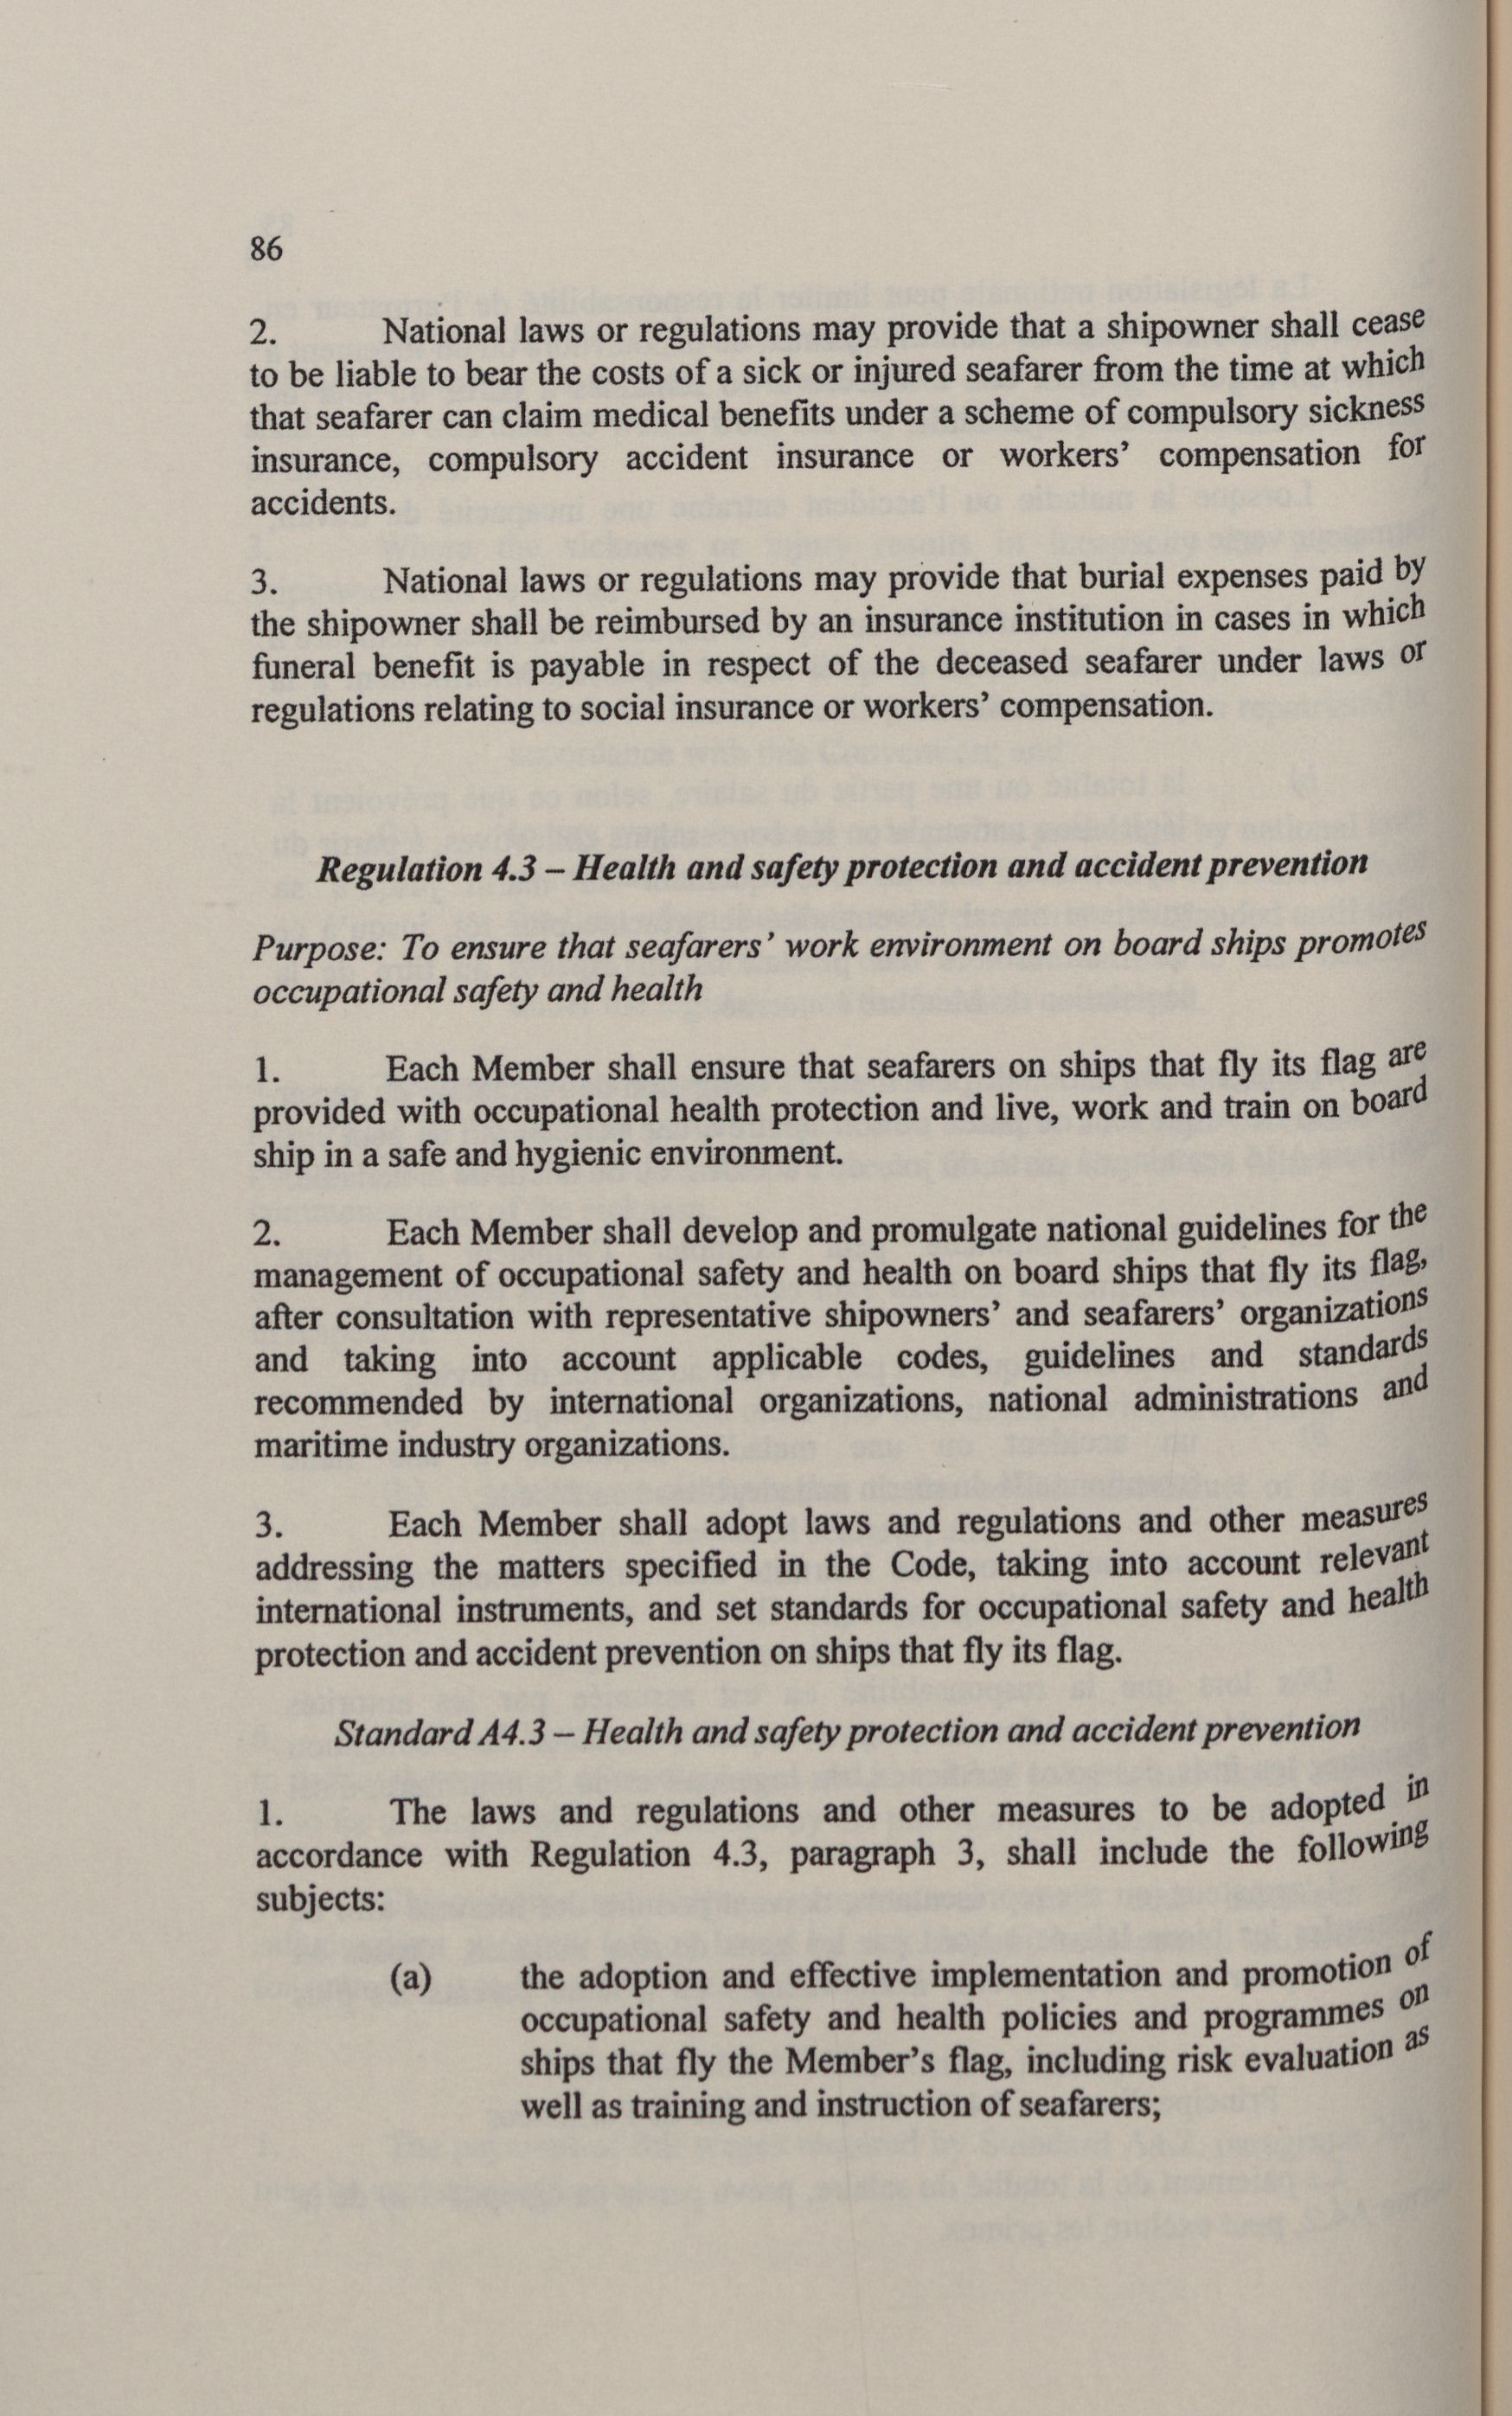 86
2. National laws or regulations may provide that a shipowner shall cease
to be liable to bear the costs of a sick or injured seafarer from the time at which
that seafarer can claim medical benefits under a scheme of compulsory sickness
insurance, compulsory accident insurance or workers’ compensation for
accidents.
3. National laws or regulations may provide that burial expenses paid by
the shipowner shall be reimbursed by an insurance institution in cases in which
funeral benefit is payable in respect of the deceased seafarer under laws or
regulations relating to social insurance or workers’ compensation.
Regulation 4.3 – Health and safety protection and accident prevention
Purpose: To ensure that seafarers’ work environment on board ships promotes
occupational safety and health
1. Each Member shall ensure that seafarers on ships that fly its flag are
provided with occupational health protection and live, work and train on board
ship in a safe and hygienic environment.
2. Each Member shall develop and promulgate national guidelines for the
management of occupational safety and health on board ships that fly its flag,
after consultation with representative shipowners’ and seafarers’ organizations
and taking into account applicable codes, guidelines and standards
recommended by international organizations, national administrations and
maritime industry organizations.
3. Each Member shall adopt laws and regulations and other measures
addressing the matters specified in the Code, taking into account relevant
international instruments, and set standards for occupational safety and health
protection and accident prevention on ships that fly its flag.
Standard A4.3 – Health and safety protection and accident prevention
1. The laws and regulations and other measures to be adopted in
accordance with Regulation 4.3, paragraph 3, shall include the following
subjects:
(a) the adoption and effective implementation and promotion of
occupational safety and health policies and programmes on
ships that fly the Member’s flag, including risk evaluation as
well as training and instruction of seafarers;